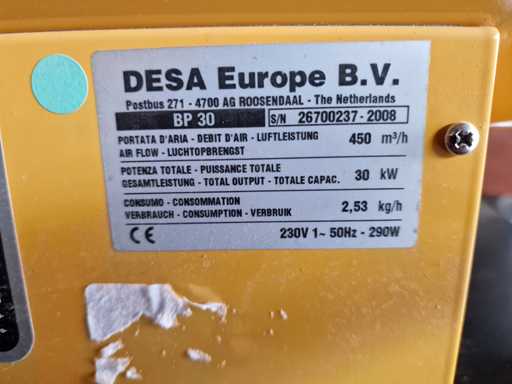 DESA Europe B.V.
Postbus 271 - 4700 AG ROOSENDAAL - The Netherlands
BP 30 S/N 26700237 - 2008
PORTATA D'ARIA - DEBIT D'AIR - LUFTLEISTUNG 450 m³/h
AIR FLOW - LUCHTOPBRENGST
POTENZA TOTALE - PUISSANCE TOTALE 30 kW
GESAMTLEISTUNG - TOTAL OUTPUT - TOTALE CAPAC.
CONSUMO - CONSOMMATION 2,53 kg/h
VERBRAUCH - CONSUMPTION - VERBRUIK
CE 230V 1~ 50Hz - 290W